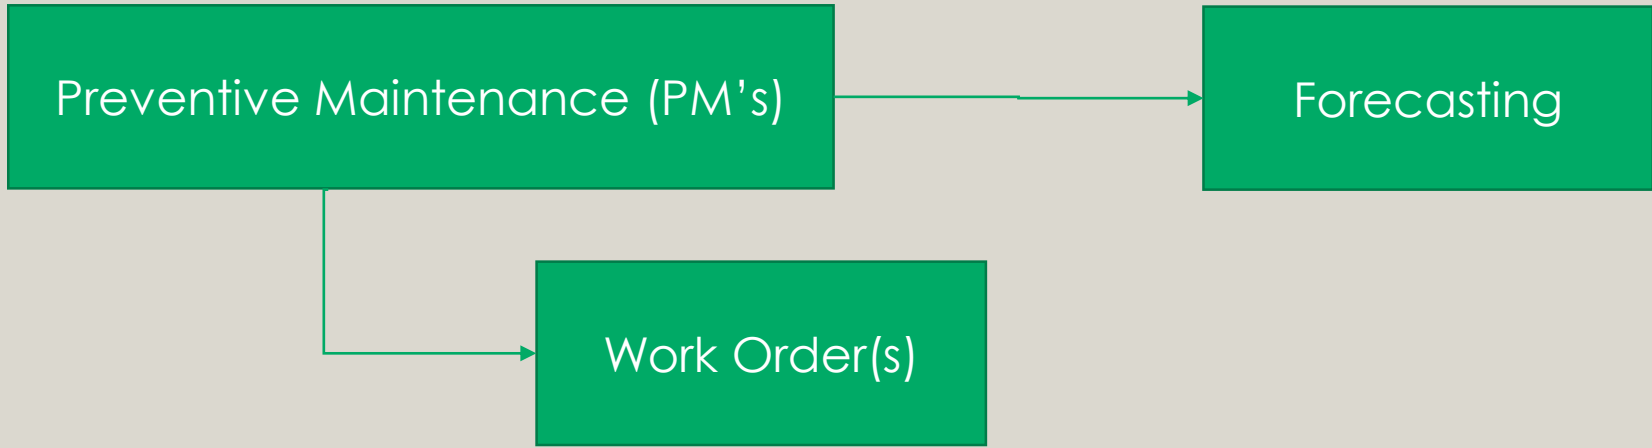 Preventive Maintenance (PM’s)
Forecasting
Work Order(s)